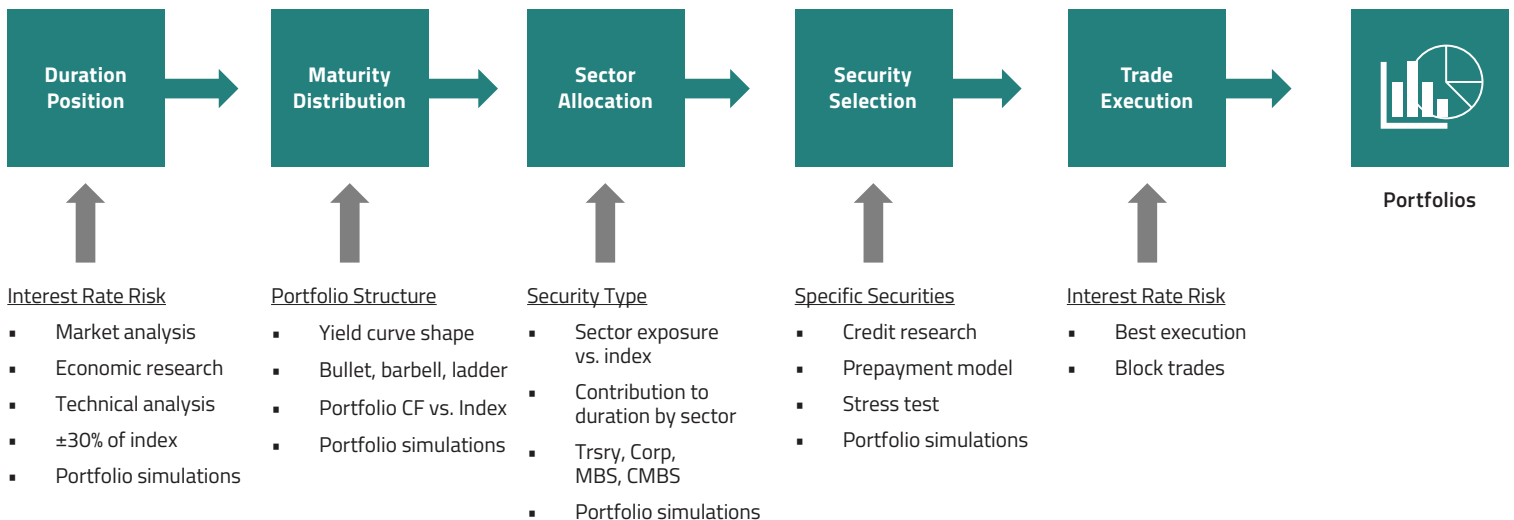 Duration
Position
Maturity
Distribution
Sector
Allocation
Security
Selection
Trade
Execution
Portfolios
Interest Rate Risk
▪ Market analysis
▪ Economic research
▪ Technical analysis
▪ ±30% of index
▪ Portfolio simulations
Portfolio Structure
▪ Yield curve shape
▪ Bullet, barbell, ladder
▪ Portfolio CF vs. Index
▪ Portfolio simulations
Security Type
▪ Sector exposure
vs. index
▪ Contribution to
duration by sector
▪ Trsry, Corp,
MBS, CMBS
▪ Portfolio simulations
Specific Securities
▪ Credit research
▪ Prepayment model
▪ Stress test
▪ Portfolio simulations
Interest Rate Risk
▪ Best execution
▪ Block trades